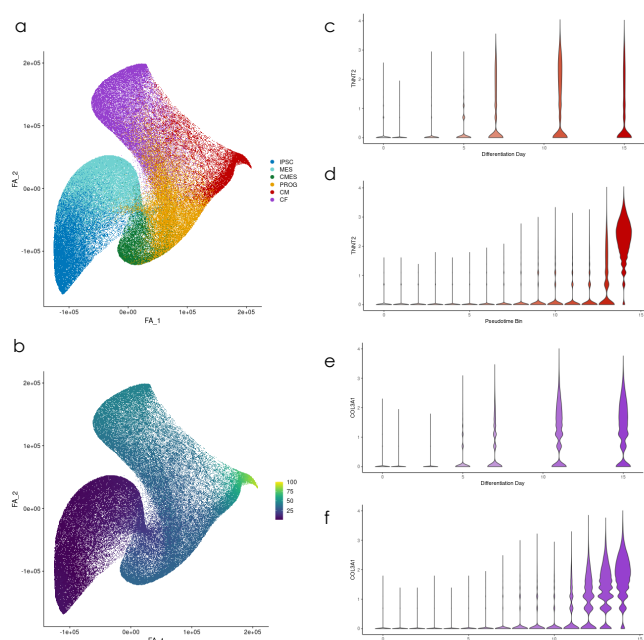 a
2e+05
1e+05
0e+00
-1e+05
FA_2
-1e+05 0e+00 1e+05 2e+05
FA_1
IPSC
MES
CMES
PROG
CM
CF
b
2e+05
1e+05
0e+00
-1e+05
FA_2
-1e+05 0e+00 1e+05 2e+05
100
75
50
25
c
TNNT2
4
3
2
1
0
0 5 10 15
Differentiation Day
d
TNNT2
4
3
2
1
0
0 5 10 15
Pseudotime Bin
e
COL3A1
4
3
2
1
0
0 5 10 15
Differentiation Day
f
COL3A1
4
3
2
1
0
0 5 10 15